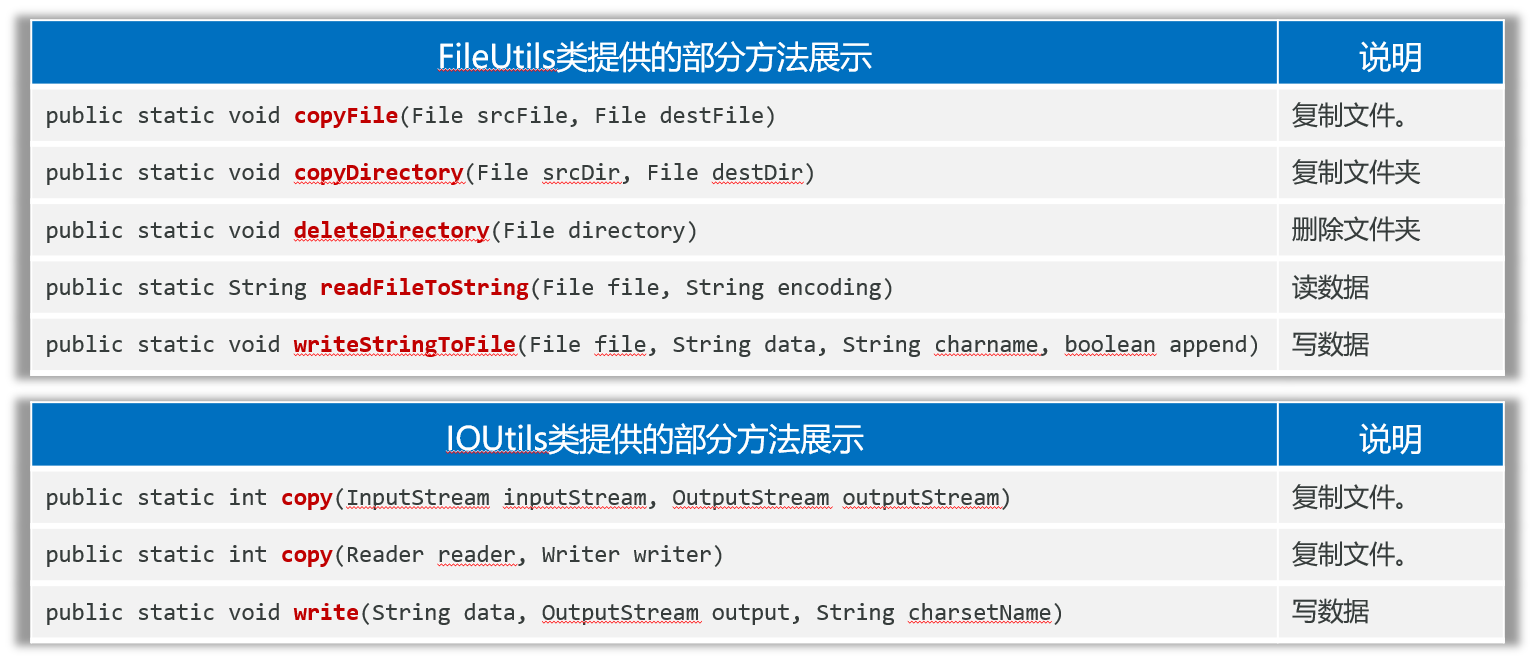 FileUtils类提供的部分方法展示 说明
public static void copyFile(File srcFile, File destFile) 复制文件。
public static void copyDirectory(File srcDir, File destDir) 复制文件夹
public static void deleteDirectory(File directory) 删除文件夹
public static String readFileToString(File file, String encoding) 读数据
public static void writeStringToFile(File file, String data, String charname, boolean append) 写数据
IOUtils类提供的部分方法展示 说明
public static int copy(InputStream inputStream, OutputStream outputStream) 复制文件。
public static int copy(Reader reader, Writer writer) 复制文件。
public static void write(String data, OutputStream output, String charsetName) 写数据